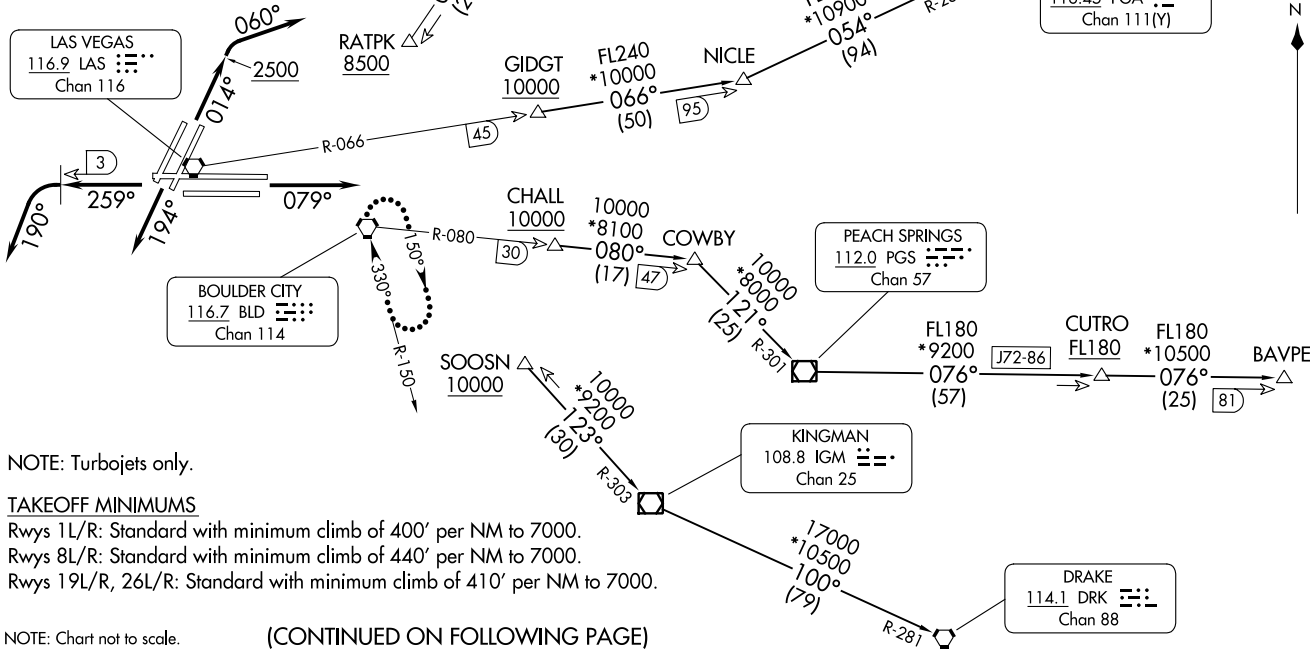 060°
LAS VEGAS
116.9 LAS
Chan 116
2500
014°
3
259°
190°
194°
079°
RATPK
8500
R-066
45
GIDGT
10000
FL240
*10000
066°
(50)
95
NICLE
*10900
054°
(94)
Chan 111(Y)
N
BOULDER CITY
116.7 BLD
Chan 114
150°
330°
R-150
R-080
30
CHALL
10000
10000
*8100
080°
(17)
47
COWBY
10000
*8000
121°
(25)
R-301
PEACH SPRINGS
112.0 PGS
Chan 57
FL180
*9200
076°
(57)
J72-86
CUTRO
FL180
FL180
*10500
076°
(25)
81
BAVPE
SOOSN
10000
10000
*9200
123°
(30)
R-303
KINGMAN
108.8 IGM
Chan 25
17000
*10500
100°
(79)
R-281
DRAKE
114.1 DRK
Chan 88
NOTE: Turbojets only.
TAKEOFF MINIMUMS
Rwys 1L/R: Standard with minimum climb of 400' per NM to 7000.
Rwys 8L/R: Standard with minimum climb of 440' per NM to 7000.
Rwys 19L/R, 26L/R: Standard with minimum climb of 410' per NM to 7000.
NOTE: Chart not to scale.
(CONTINUED ON FOLLOWING PAGE)